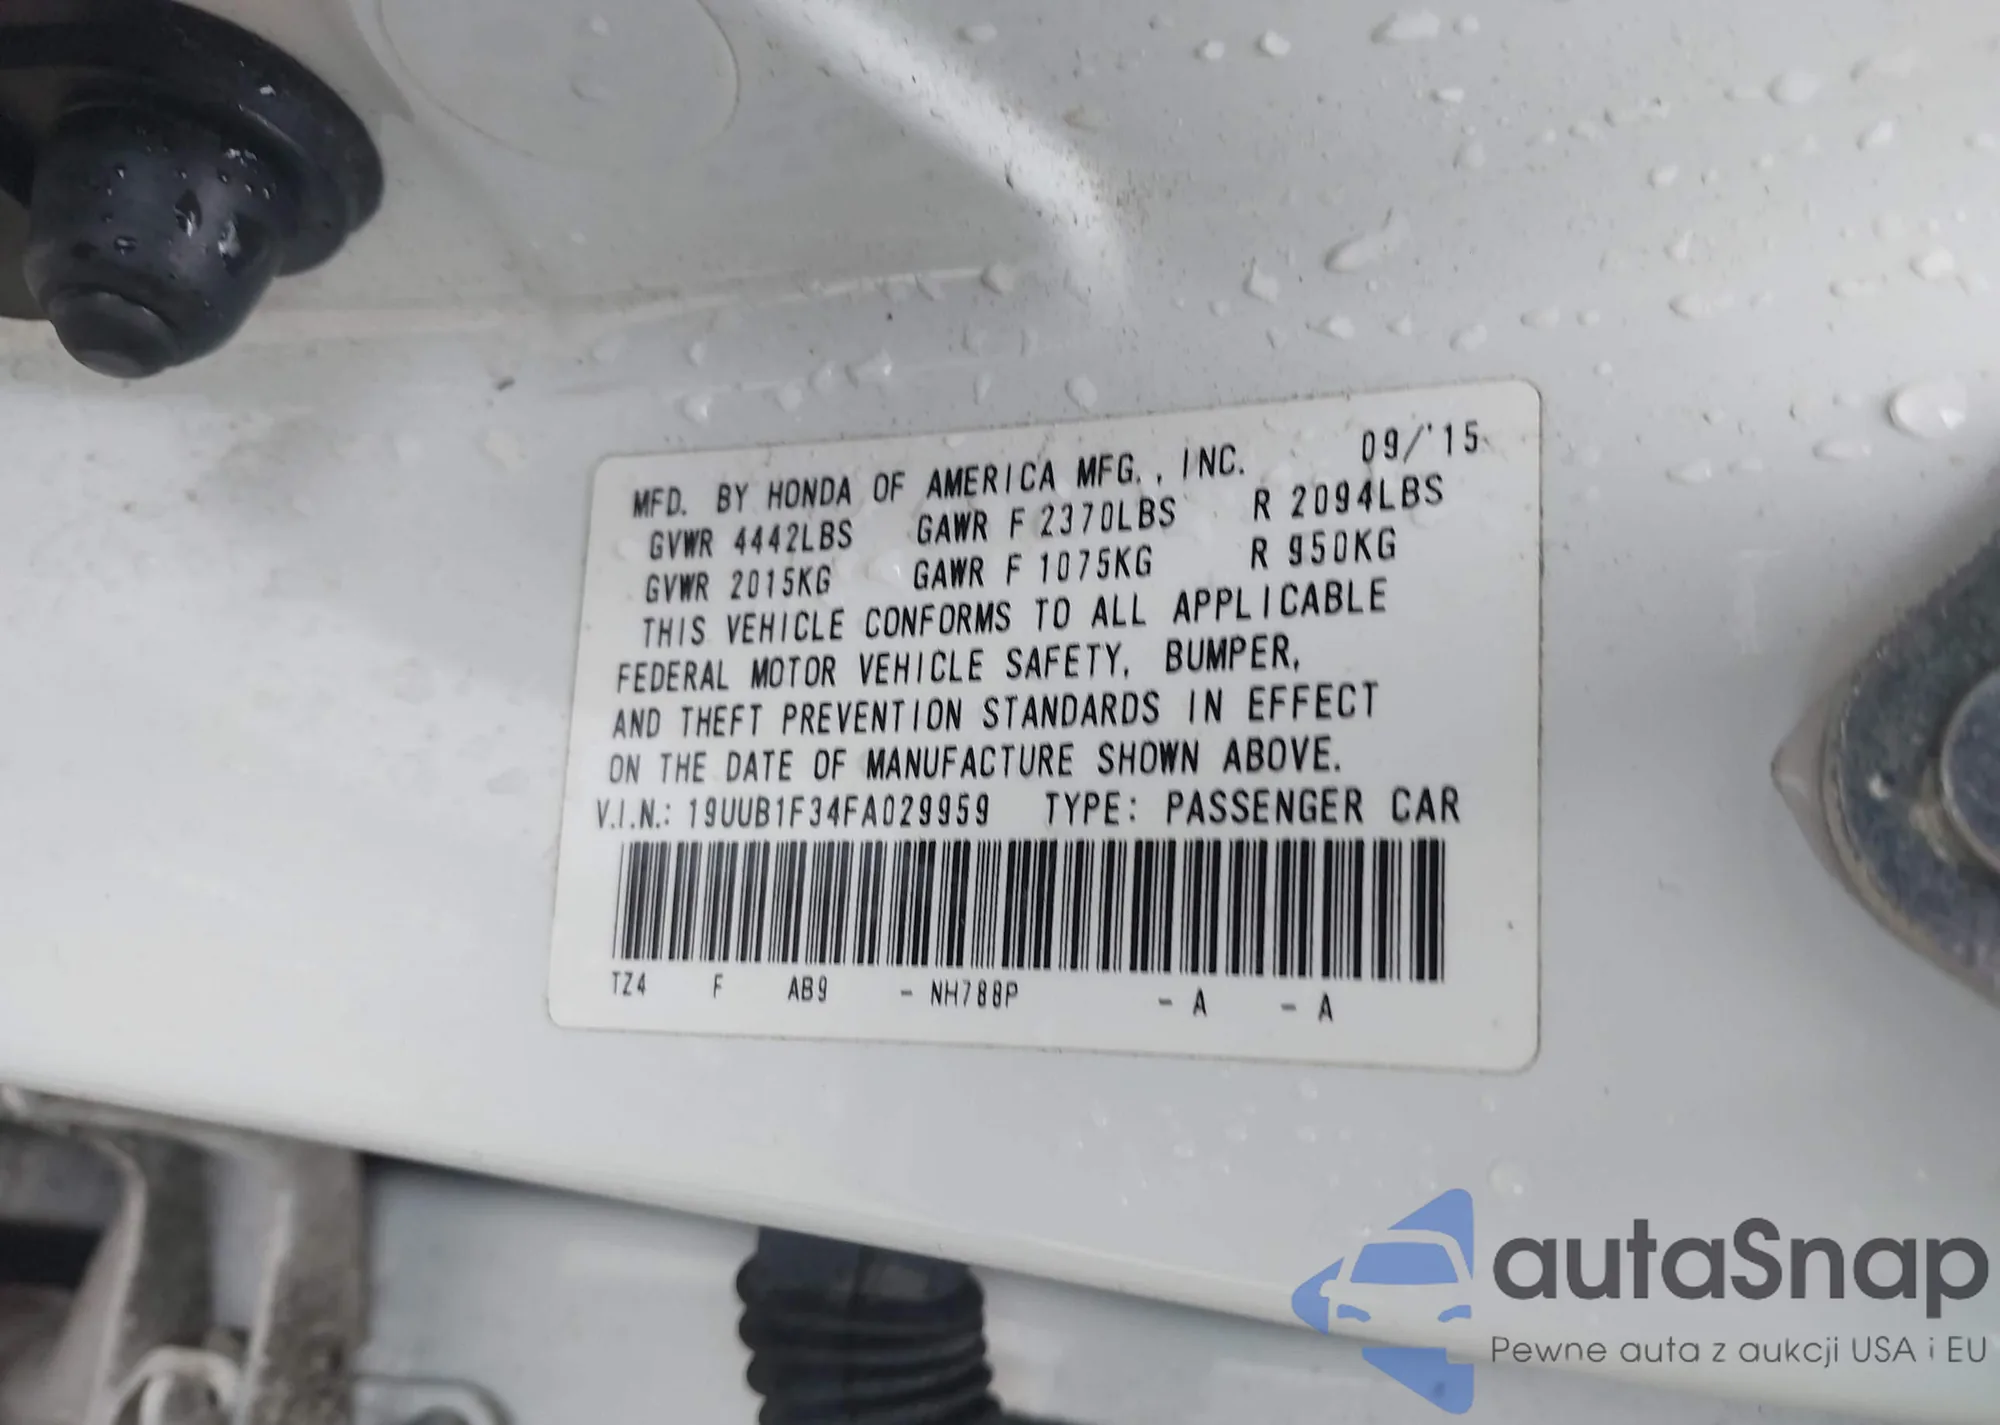 MFD. BY HONDA OF AMERICA MFG., INC. 09/'15
GVWR 4442LBS GAWR F 2370LBS R 2094LBS
GVWR 2015KG GAWR F 1075KG R 950KG
THIS VEHICLE CONFORMS TO ALL APPLICABLE
FEDERAL MOTOR VEHICLE SAFETY, BUMPER,
AND THEFT PREVENTION STANDARDS IN EFFECT
ON THE DATE OF MANUFACTURE SHOWN ABOVE.
V.I.N.: 19UUB1F34FA029959 TYPE: PASSENGER CAR
TZ4 F AB9 - NH788P - A - A
autaSnap
Pewne auta z aukcji USA i EU